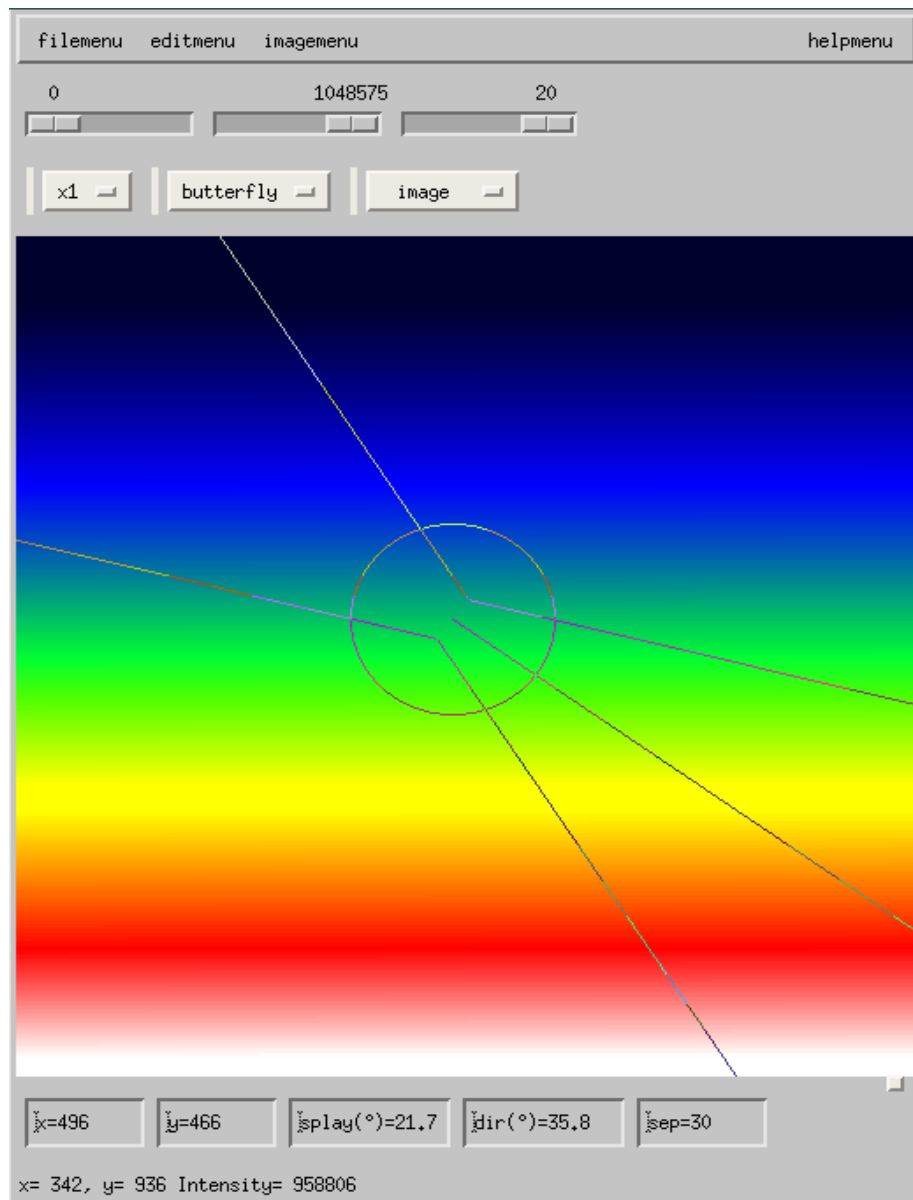 filemenu editmenu imagemenu helpmenu
0 1048575 20
x1 butterfly image
x=496 y=466 splay(°)=21.7 dir(°)=35.8 sep=30
x= 342, y= 936 Intensity= 958806